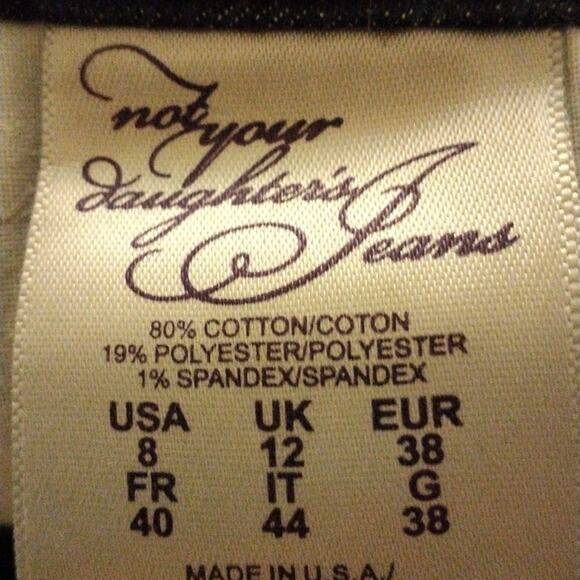 not your
daughter's
Jeans
80% COTTON/COTON
19% POLYESTER/POLYESTER
1% SPANDEX/SPANDEX
USA UK EUR
8 12 38
FR IT G
40 44 38
MADE IN U.S.A./